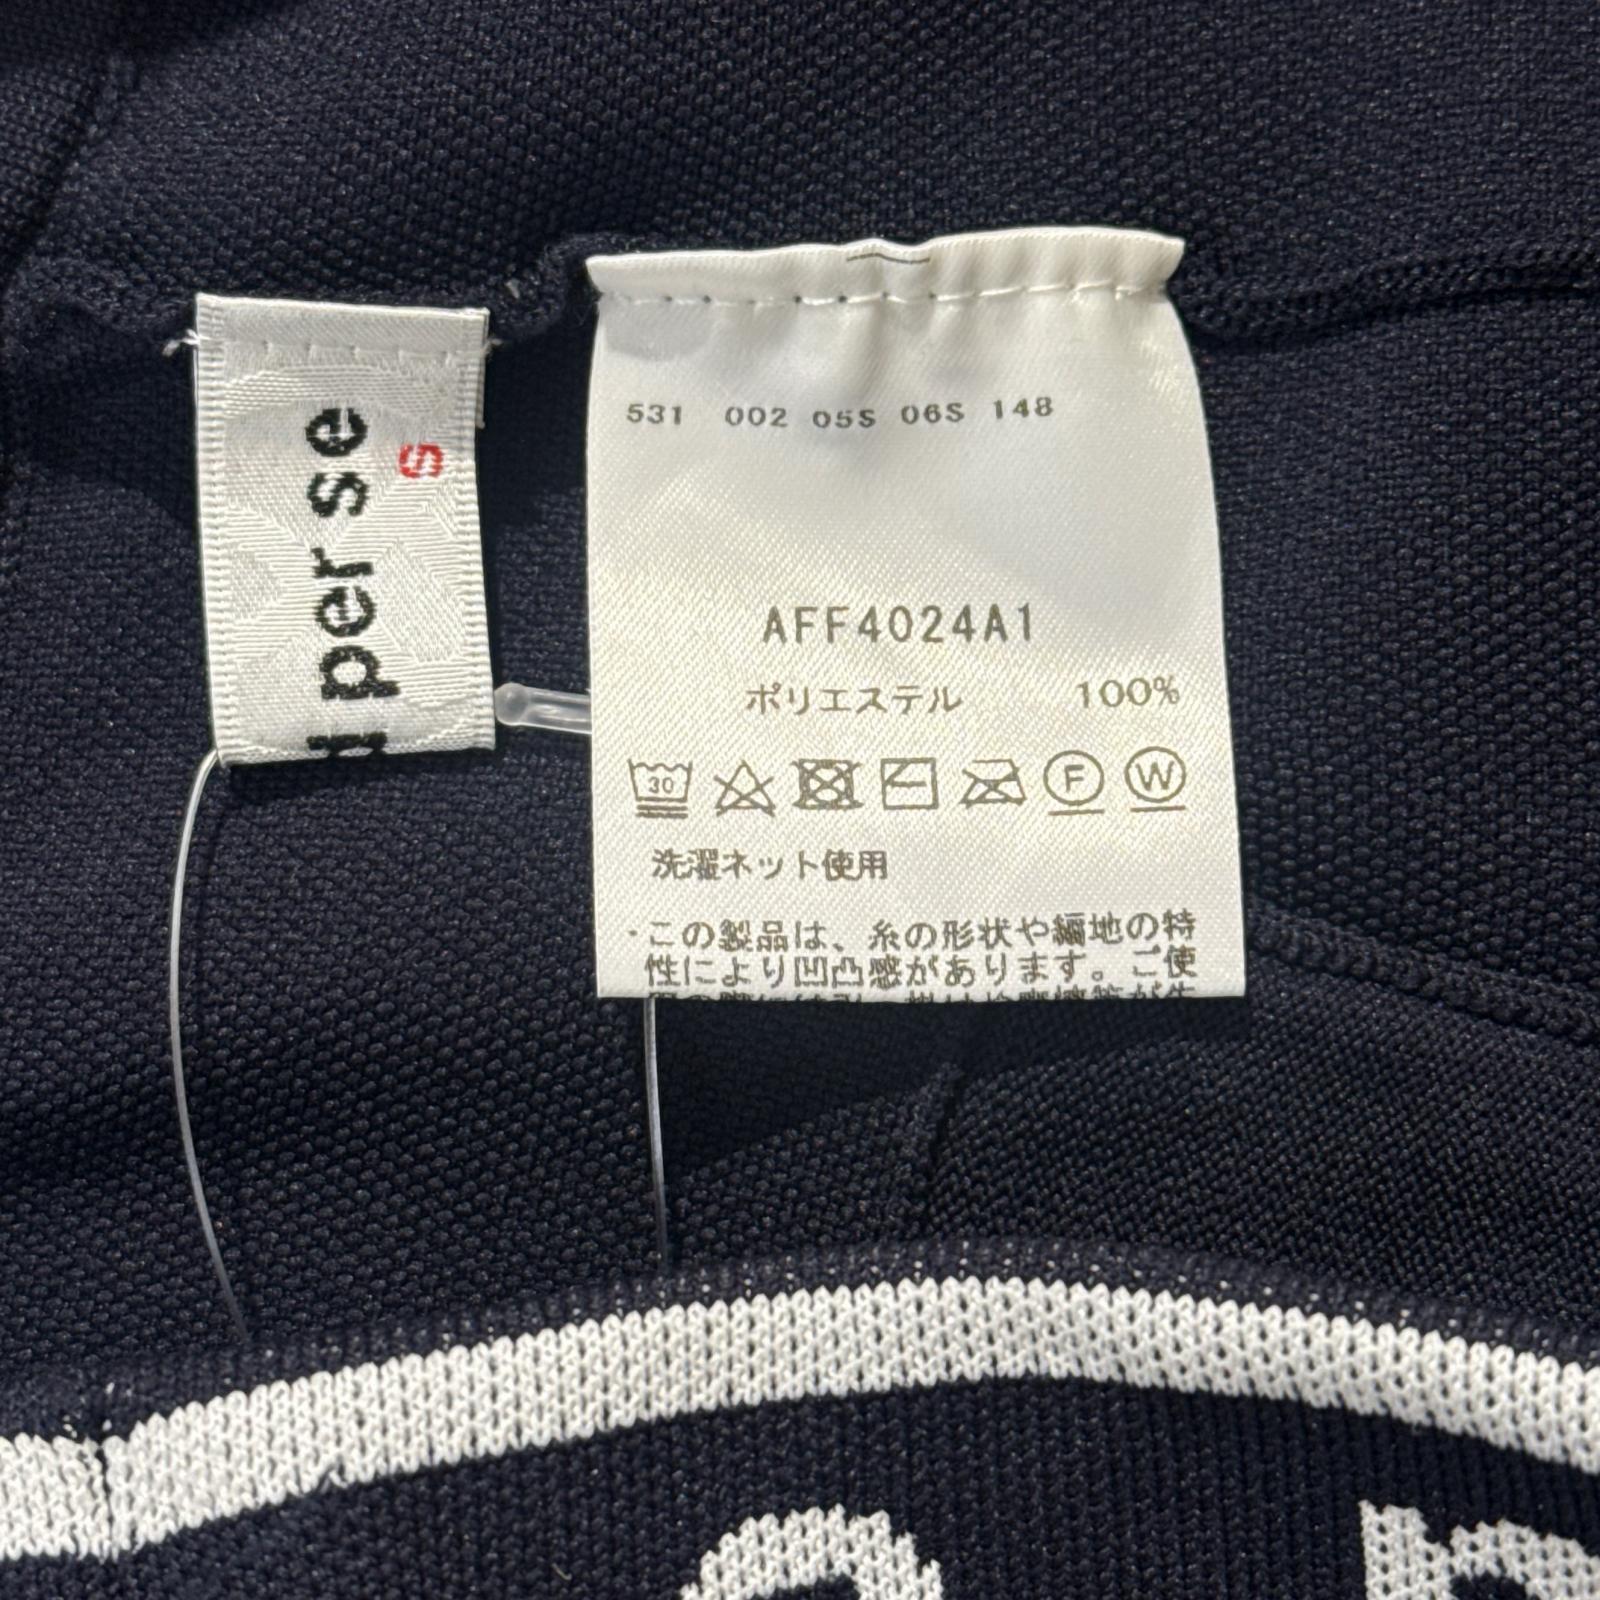 per se
S
531 002 05S 06S 148
AFF4024A1
ポリエステル 100%
30
F
W
洗濯ネット使用
・この製品は、糸の形状や編地の特
性により凹凸感があります。ご使